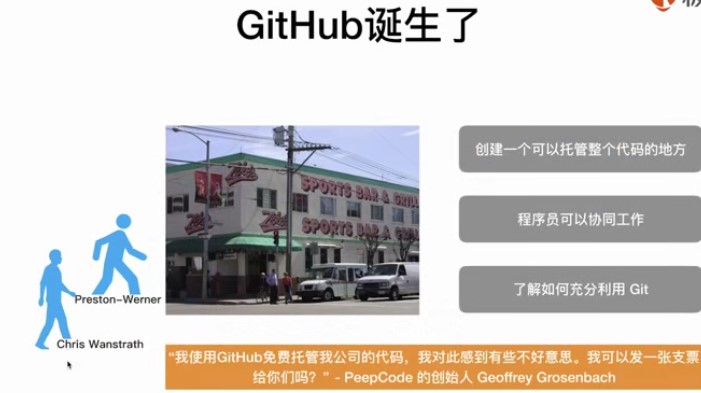 GitHub诞生了
SPORTS BAR & GRILL
SPORTS BAR &
创建一个可以托管整个代码的地方
程序员可以协同工作
了解如何充分利用 Git
Preston-Werner
Chris Wanstrath
“我使用GitHub免费托管我公司的代码，我对此感到有些不好意思。我可以发一张支票
给你们吗？” - PeepCode 的创始人 Geoffrey Grosenbach